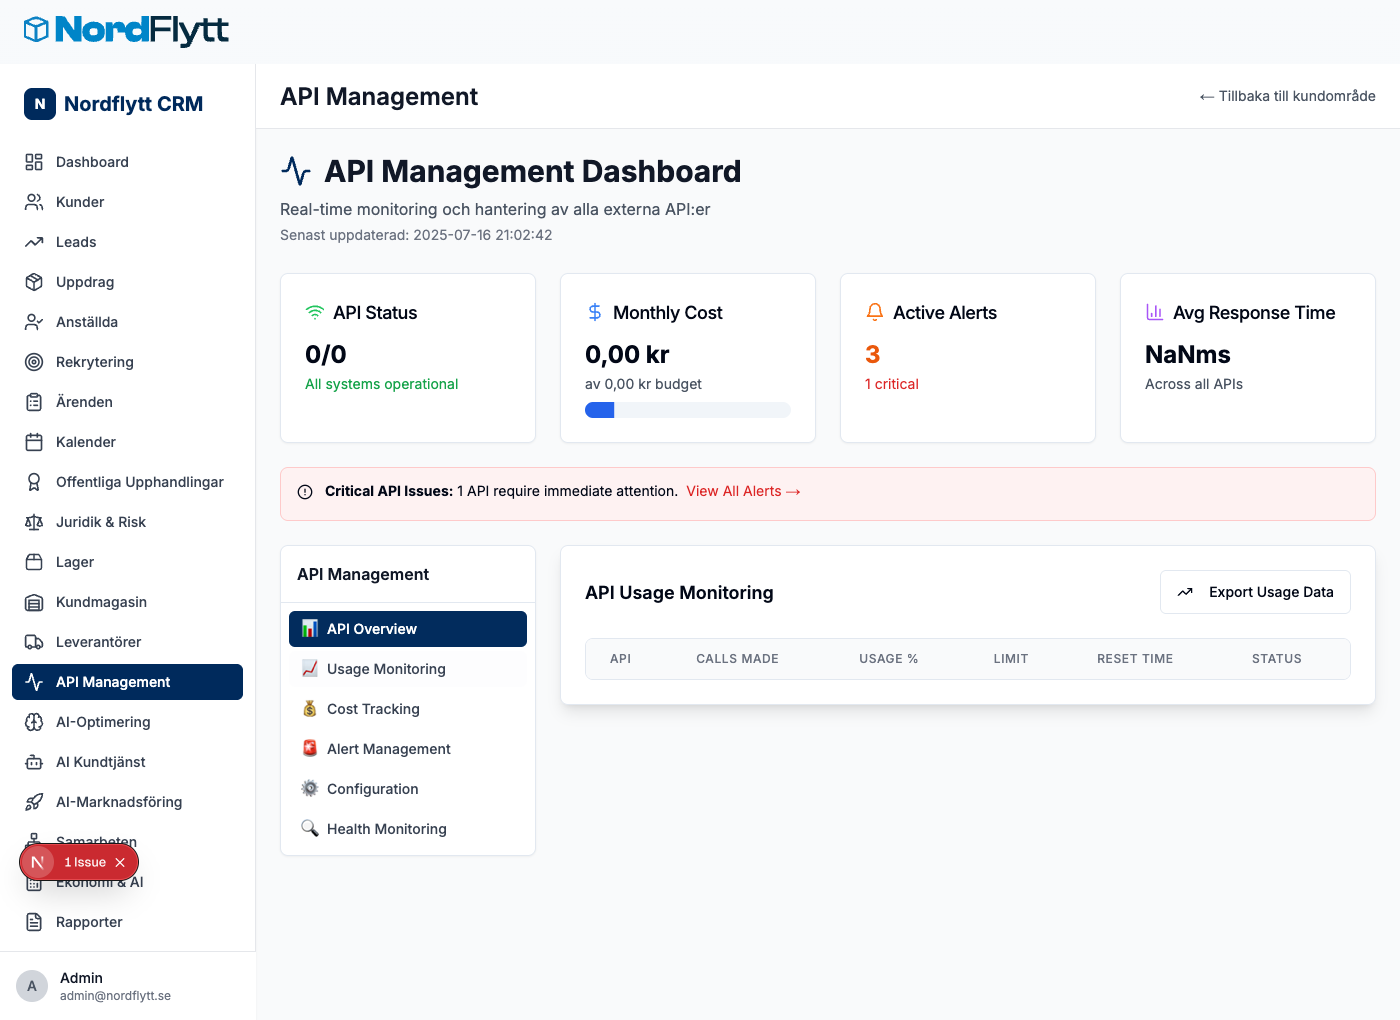 NordFlytt
N Nordflytt CRM
Dashboard
Kunder
Leads
Uppdrag
Anställda
Rekrytering
Ärenden
Kalender
Offentliga Upphandlingar
Juridik & Risk
Lager
Kundmagasin
Leverantörer
API Management
AI-Optimering
AI Kundtjänst
AI-Marknadsföring
Samarbeten
N 1 Issue
Ekonomi & AI
Rapporter
A
Admin
admin@nordflytt.se
API Management
← Tillbaka till kundområde
API Management Dashboard
Real-time monitoring och hantering av alla externa API:er
Senast uppdaterad: 2025-07-16 21:02:42
API Status
0/0
All systems operational
Monthly Cost
0,00 kr
av 0,00 kr budget
Active Alerts
3
1 critical
Avg Response Time
NaNms
Across all APIs
Critical API Issues: 1 API require immediate attention. View All Alerts →
API Management
API Overview
Usage Monitoring
Cost Tracking
Alert Management
Configuration
Health Monitoring
API Usage Monitoring
Export Usage Data
API CALLS MADE USAGE % LIMIT RESET TIME STATUS